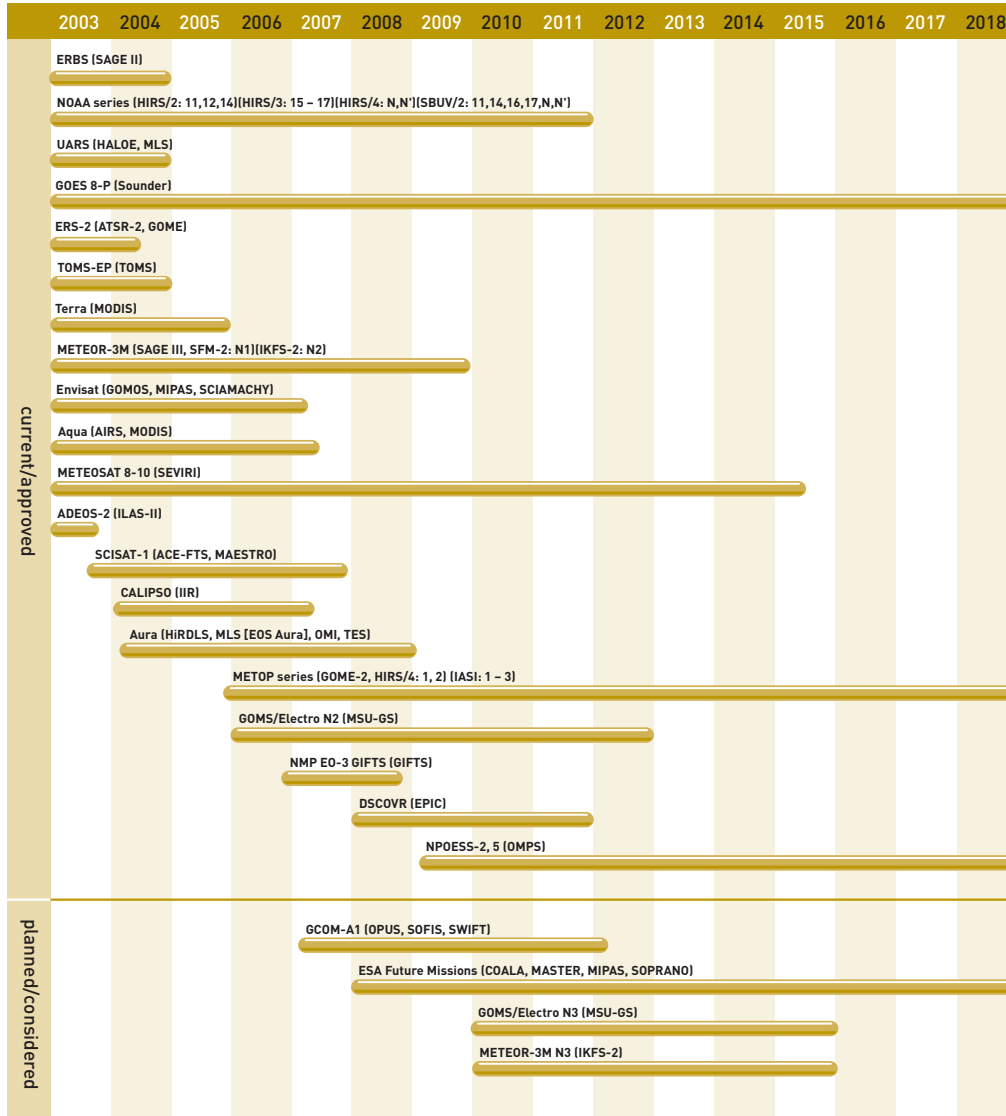 2003 2004 2005 2006 2007 2008 2009 2010 2011 2012 2013 2014 2015 2016 2017 2018
current/approved
ERBS (SAGE II)
NOAA series (HIRS/2: 11,12,14)(HIRS/3: 15 – 17)(HIRS/4: N,N')(SBUV/2: 11,14,16,17,N,N')
UARS (HALOE, MLS)
GOES 8-P (Sounder)
ERS-2 (ATSR-2, GOME)
TOMS-EP (TOMS)
Terra (MODIS)
METEOR-3M (SAGE III, SFM-2: N1)(IKFS-2: N2)
Envisat (GOMOS, MIPAS, SCIAMACHY)
Aqua (AIRS, MODIS)
METEOSAT 8-10 (SEVIRI)
ADEOS-2 (ILAS-II)
SCISAT-1 (ACE-FTS, MAESTRO)
CALIPSO (IIR)
Aura (HiRDLS, MLS [EOS Aura], OMI, TES)
METOP series (GOME-2, HIRS/4: 1, 2) (IASI: 1 – 3)
GOMS/Electro N2 (MSU-GS)
NMP EO-3 GIFTS (GIFTS)
DSCOVR (EPIC)
NPOESS-2, 5 (OMPS)
planned/considered
GCOM-A1 (OPUS, SOFIS, SWIFT)
ESA Future Missions (COALA, MASTER, MIPAS, SOPRANO)
GOMS/Electro N3 (MSU-GS)
METEOR-3M N3 (IKFS-2)